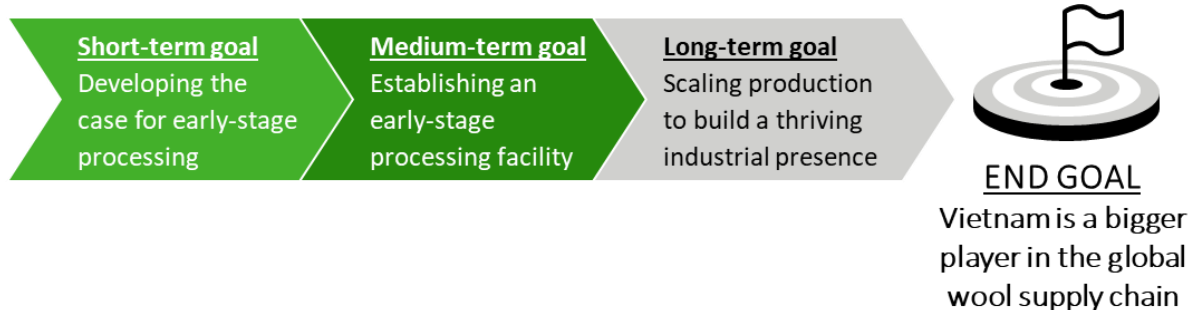 Short-term goal
Developing the
case for early-stage
processing
Medium-term goal
Establishing an
early-stage
processing facility
Long-term goal
Scaling production
to build a thriving
industrial presence
END GOAL
Vietnam is a bigger
player in the global
wool supply chain